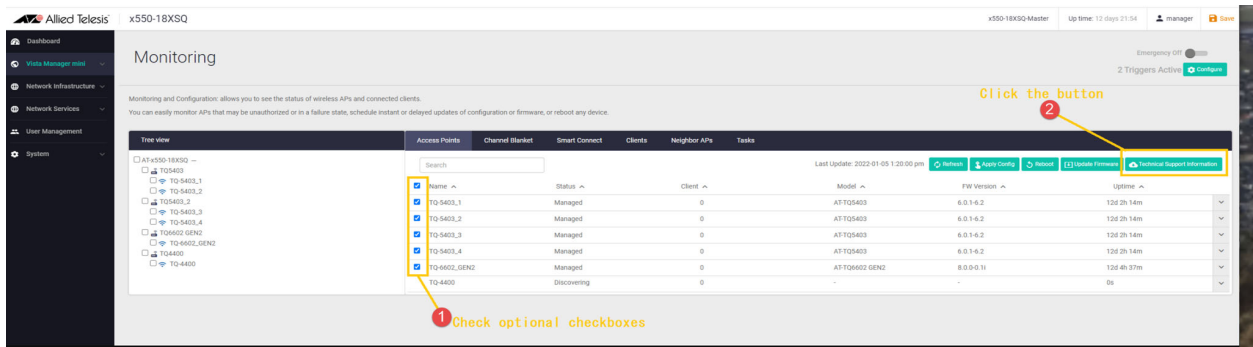 Allied Telesis
x550-18XSQ
x550-18XSQ-Master
Up time: 12 days 21:54
manager
Save
Dashboard
Vista Manager mini
Network Infrastructure
Network Services
User Management
System
Monitoring
Emergency Off
2 Triggers Active
Configure
Monitoring and Configuration: allows you to see the status of wireless APs and connected clients.
You can easily monitor APs that may be unauthorized or in a failure state, schedule instant or delayed updates of configuration or firmware, or reboot any device.
Click the button
2
Tree view
AT-x550-18XSQ
TQ5403
TQ-5403_1
TQ-5403_2
TQ5403_2
TQ-5403_3
TQ-5403_4
TQ6602 GEN2
TQ-6602_GEN2
TQ4400
TQ-4400
Access Points Channel Blanket Smart Connect Clients Neighbor APs Tasks
Search
Last Update: 2022-01-05 1:20:00 pm
Refresh
Apply Config
Reboot
Update Firmware
Technical Support Information
Name Status Client Model FW Version Uptime
TQ-5403_1 Managed 0 AT-TQ5403 6.0.1-6.2 12d 2h 14m
TQ-5403_2 Managed 0 AT-TQ5403 6.0.1-6.2 12d 2h 14m
TQ-5403_3 Managed 0 AT-TQ5403 6.0.1-6.2 12d 2h 14m
TQ-5403_4 Managed 0 AT-TQ5403 6.0.1-6.2 12d 2h 14m
TQ-6602_GEN2 Managed 0 AT-TQ6602 GEN2 8.0.0-0.1i 12d 4h 37m
TQ-4400 Discovering 0 - - 0s
1
Check optional checkboxes